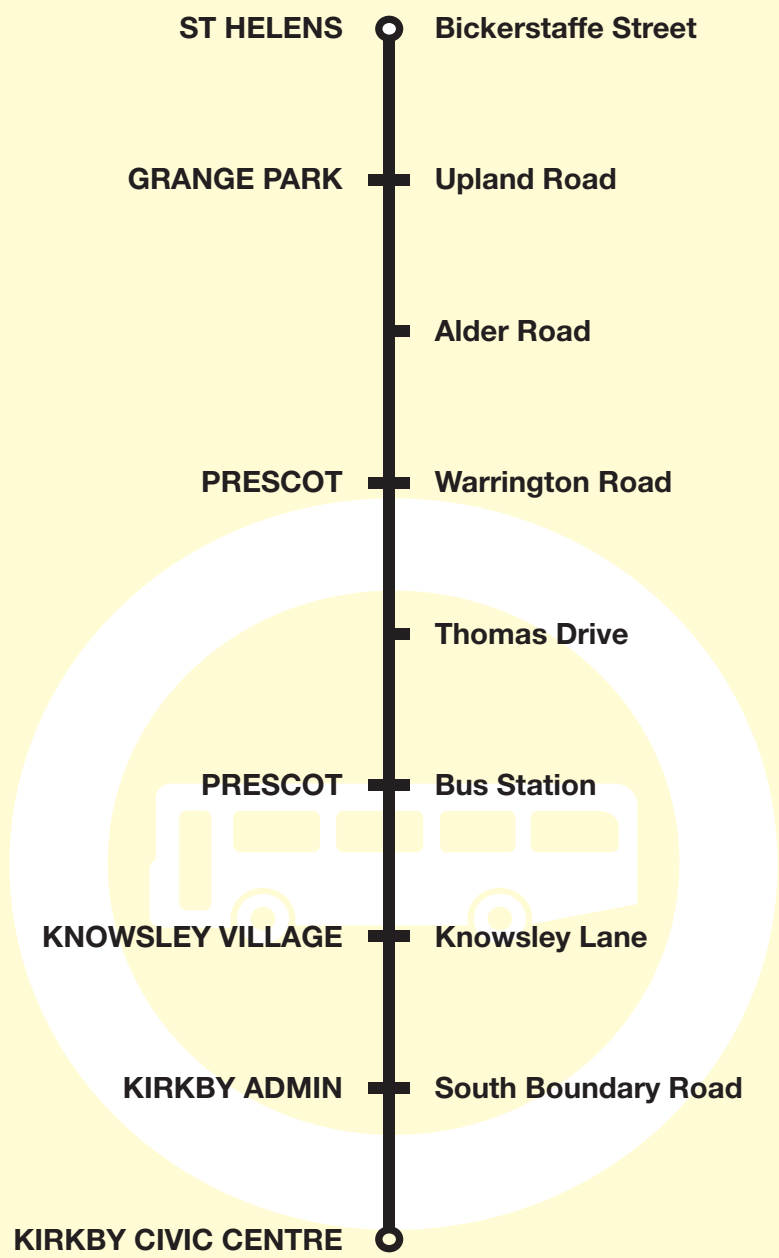 ST HELENS Bickerstaffe Street
GRANGE PARK Upland Road
Alder Road
PRESCOT Warrington Road
Thomas Drive
PRESCOT Bus Station
KNOWSLEY VILLAGE Knowsley Lane
KIRKBY ADMIN South Boundary Road
KIRKBY CIVIC CENTRE